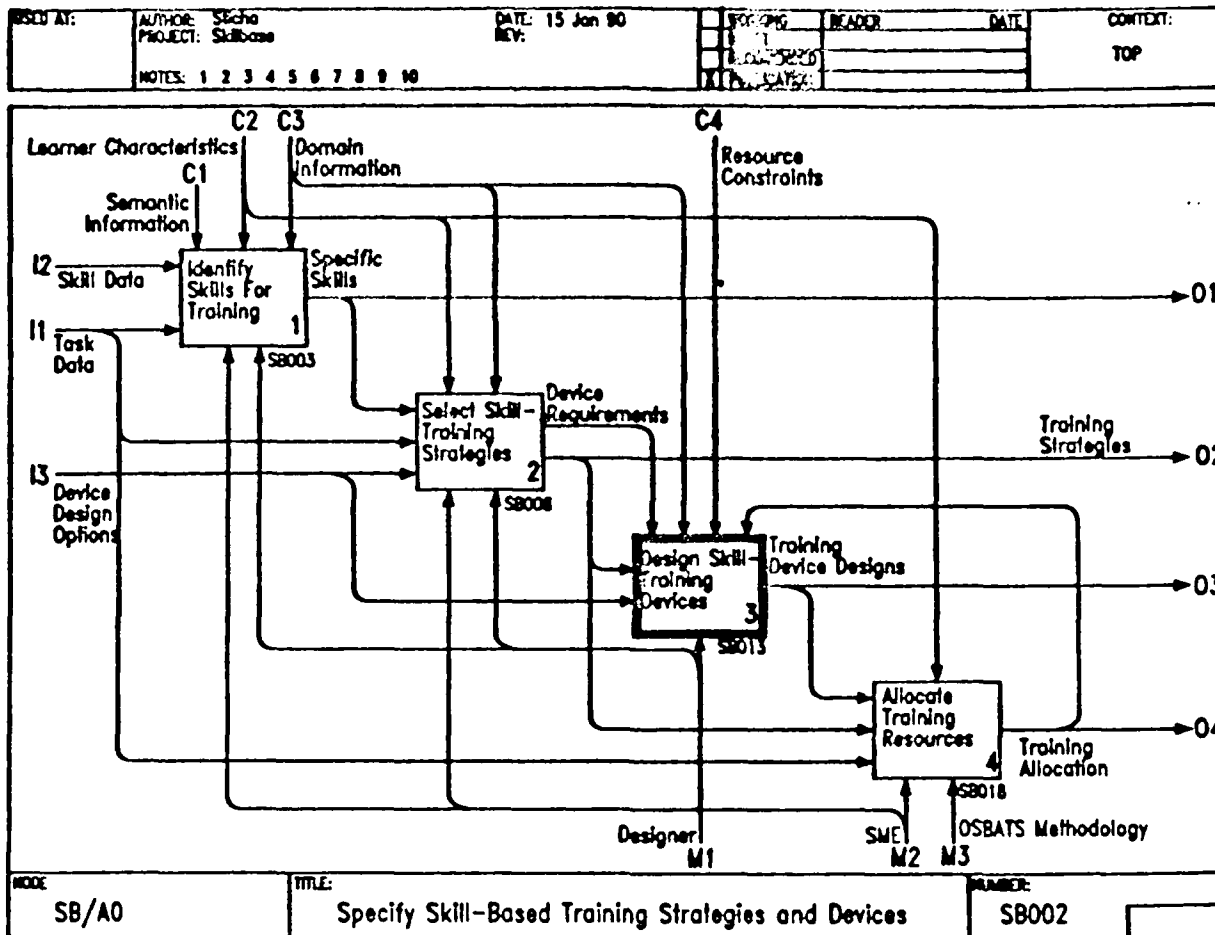 USED AT:
AUTHOR: Sticha
PROJECT: Skillbase
DATE: 15 Jan 90
REV:
NOTES: 1 2 3 4 5 6 7 8 9 10
READER
DATE
CONTEXT:
TOP
C2
C3
C4
Learner Characteristics
Domain
Information
C1
Resource
Constraints
Semantic
Information
I2
Skill Data
Identify
Skills For
Training
1
Specific
Skills
O1
I1
Task
Data
SB003
Select Skill-
Training
Strategies
2
Device
Requirements
Training
Strategies
O2
I3
Device
Design
Options
SB008
Design Skill-
Training
Devices
3
Training
Device Designs
O3
SB013
Allocate
Training
Resources
4
O4
Training
Allocation
SB018
Designer
M1
SME
M2
OSBATS Methodology
M3
NODE
SB/A0
TITLE:
Specify Skill-Based Training Strategies and Devices
NUMBER:
SB002